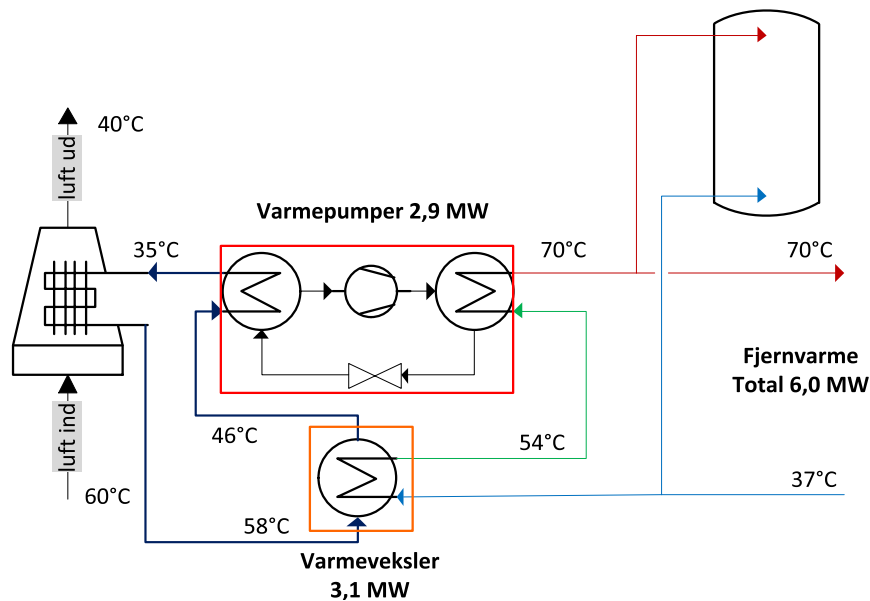 40°C
luft ud
Varmepumper 2,9 MW
35°C
70°C
70°C
Fjernvarme
Total 6,0 MW
luft ind
46°C
54°C
60°C
58°C
37°C
Varmeveksler
3,1 MW